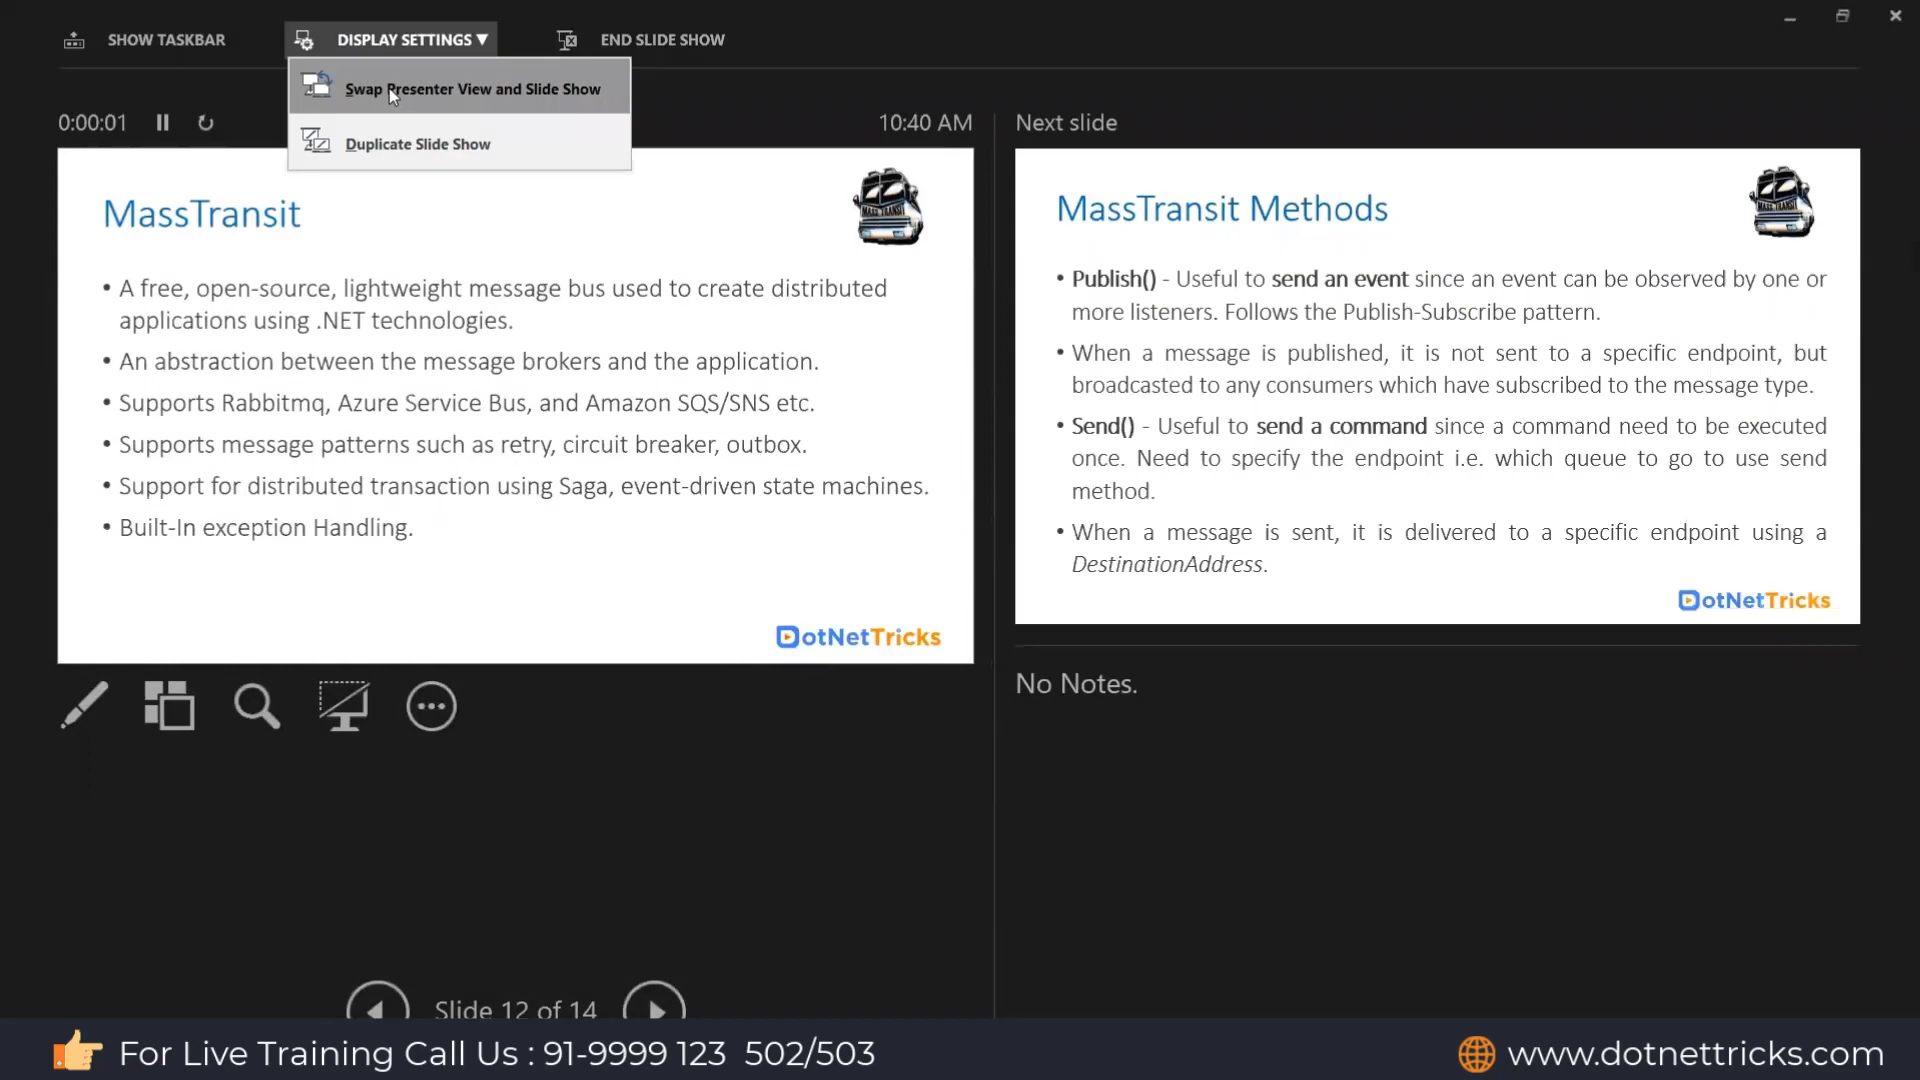 SHOW TASKBAR
DISPLAY SETTINGS ▼
END SLIDE SHOW
Swap Presenter View and Slide Show
Duplicate Slide Show
0:00:01
10:40 AM
Next slide
MassTransit
MASS TRANSIT
• A free, open-source, lightweight message bus used to create distributed
applications using .NET technologies.
• An abstraction between the message brokers and the application.
• Supports Rabbitmq, Azure Service Bus, and Amazon SQS/SNS etc.
• Supports message patterns such as retry, circuit breaker, outbox.
• Support for distributed transaction using Saga, event-driven state machines.
• Built-In exception Handling.
DotNetTricks
MassTransit Methods
MASS TRANSIT
• Publish() - Useful to send an event since an event can be observed by one or
more listeners. Follows the Publish-Subscribe pattern.
• When a message is published, it is not sent to a specific endpoint, but
broadcasted to any consumers which have subscribed to the message type.
• Send() - Useful to send a command since a command need to be executed
once. Need to specify the endpoint i.e. which queue to go to use send
method.
• When a message is sent, it is delivered to a specific endpoint using a
DestinationAddress.
DotNetTricks
No Notes.
Slide 12 of 14
For Live Training Call Us : 91-9999 123 502/503
www.dotnettricks.com